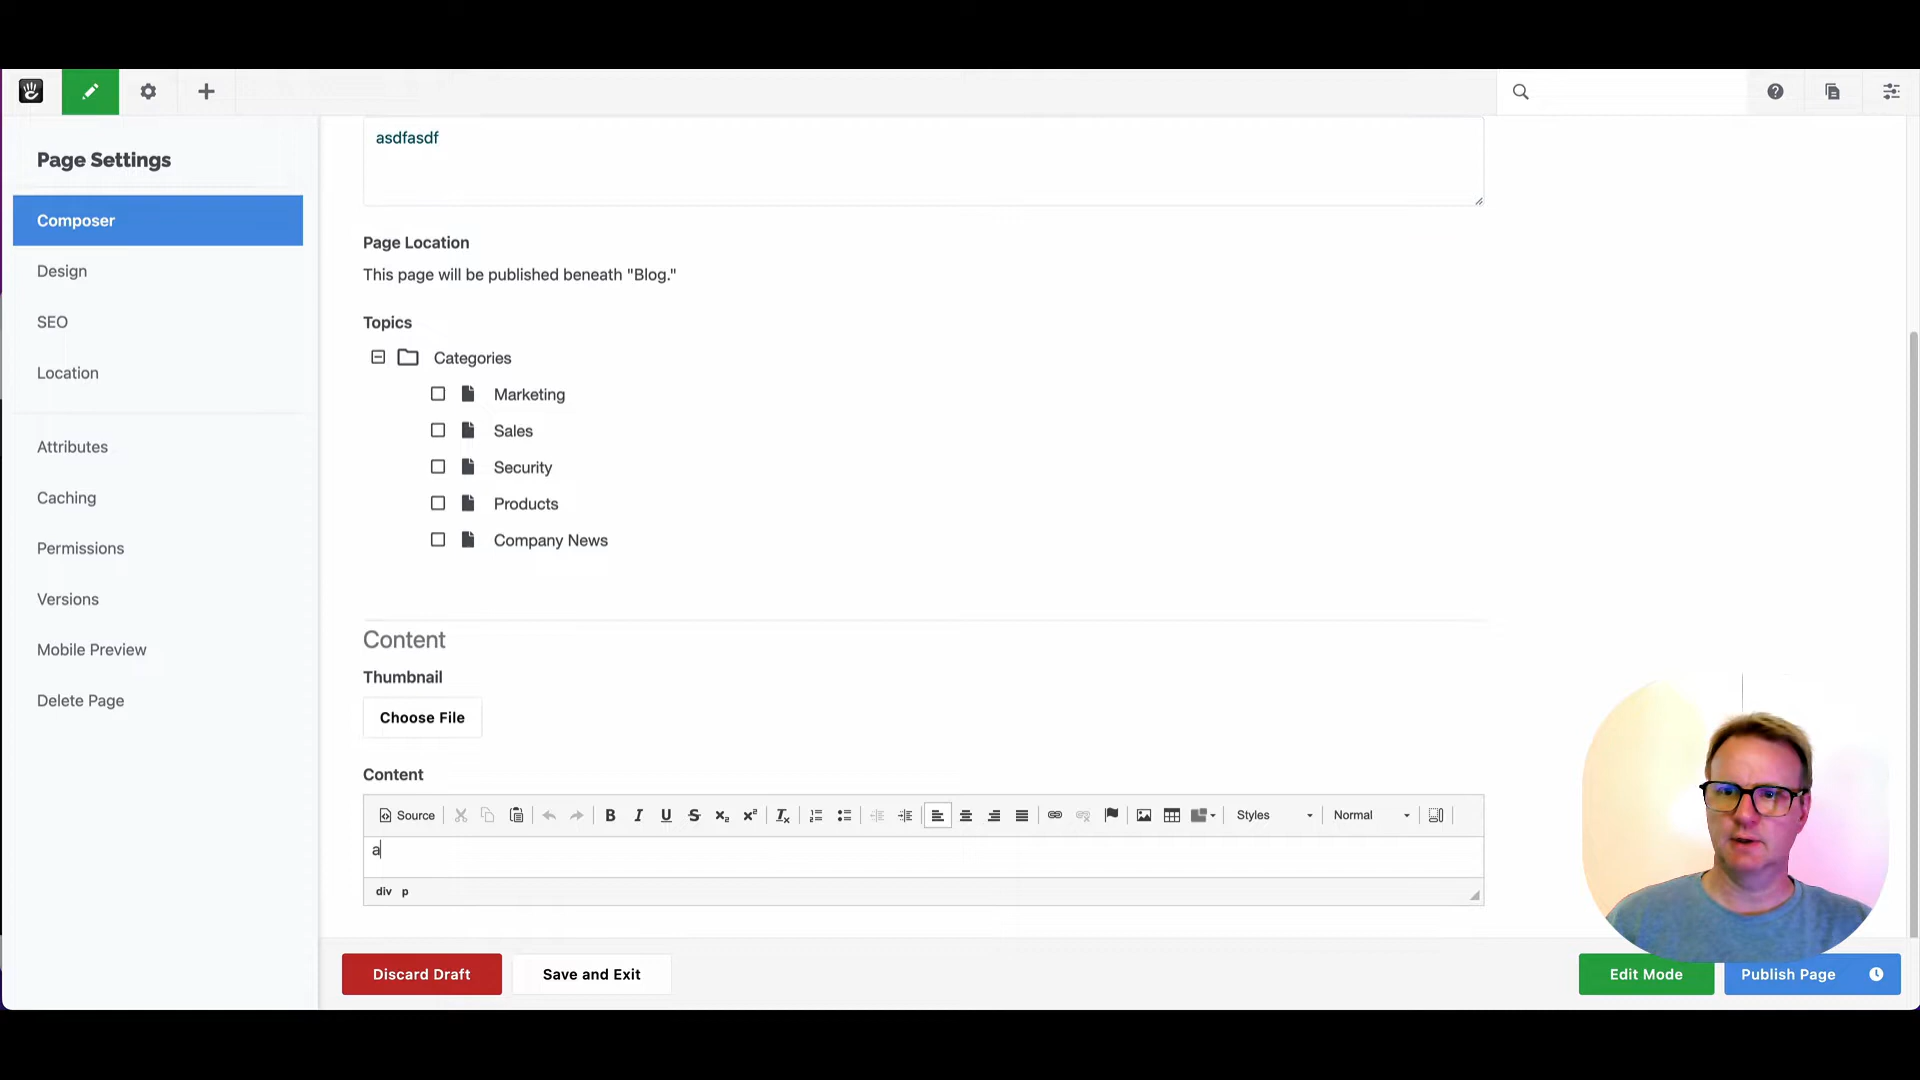 Page Settings
Composer
Design
SEO
Location
Attributes
Caching
Permissions
Versions
Mobile Preview
Delete Page
asdfasdf
Page Location
This page will be published beneath "Blog."
Topics
Categories
Marketing
Sales
Security
Products
Company News
Content
Thumbnail
Choose File
Content
Source Styles Normal
a
div p
Discard Draft Save and Exit Edit Mode Publish Page